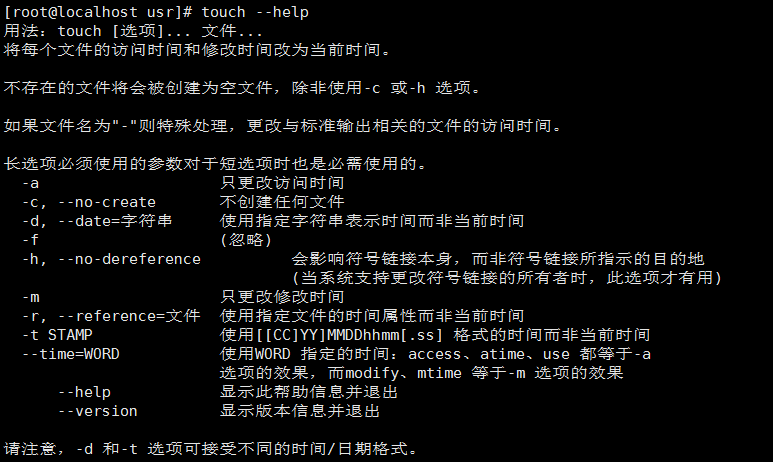 [root@localhost usr]# touch --help
用法：touch [选项]... 文件...
将每个文件的访问时间和修改时间改为当前时间。
不存在的文件将会被创建为空文件，除非使用-c 或-h 选项。
如果文件名为"-"则特殊处理，更改与标准输出相关的文件的访问时间。
长选项必须使用的参数对于短选项时也是必需使用的。
  -a                    只更改访问时间
  -c, --no-create       不创建任何文件
  -d, --date=字符串     使用指定字符串表示时间而非当前时间
  -f                    (忽略)
  -h, --no-dereference          会影响符号链接本身，而非符号链接所指示的目的地
                                (当系统支持更改符号链接的所有者时，此选项才有用)
  -m                    只更改修改时间
  -r, --reference=文件  使用指定文件的时间属性而非当前时间
  -t STAMP              使用[[CC]YY]MMDDhhmm[.ss] 格式的时间而非当前时间
  --time=WORD           使用WORD 指定的时间：access、atime、use 都等于-a
                        选项的效果，而modify、mtime 等于-m 选项的效果
      --help            显示此帮助信息并退出
      --version         显示版本信息并退出
请注意，-d 和-t 选项可接受不同的时间/日期格式。